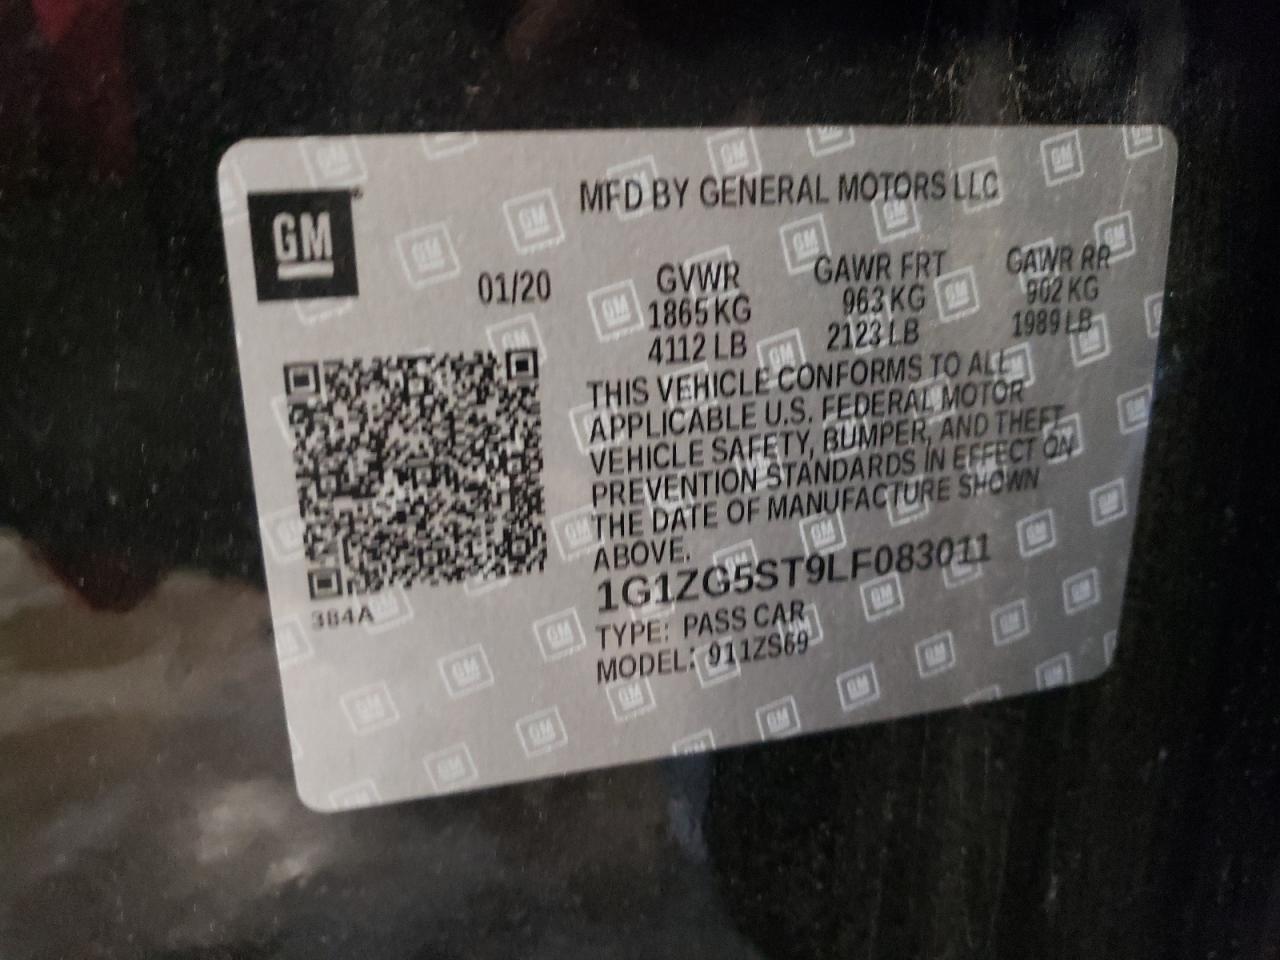 GM
MFD BY GENERAL MOTORS LLC
01/20
GVWR
1865 KG
4112 LB
GAWR FRT
963 KG
2123 LB
GAWR RR
902 KG
1989 LB
THIS VEHICLE CONFORMS TO ALL
APPLICABLE U.S. FEDERAL MOTOR
VEHICLE SAFETY, BUMPER, AND THEFT
PREVENTION STANDARDS IN EFFECT ON
THE DATE OF MANUFACTURE SHOWN
ABOVE.
1G1ZG5ST9LF083011
TYPE: PASS CAR
MODEL: 911ZS69
384A